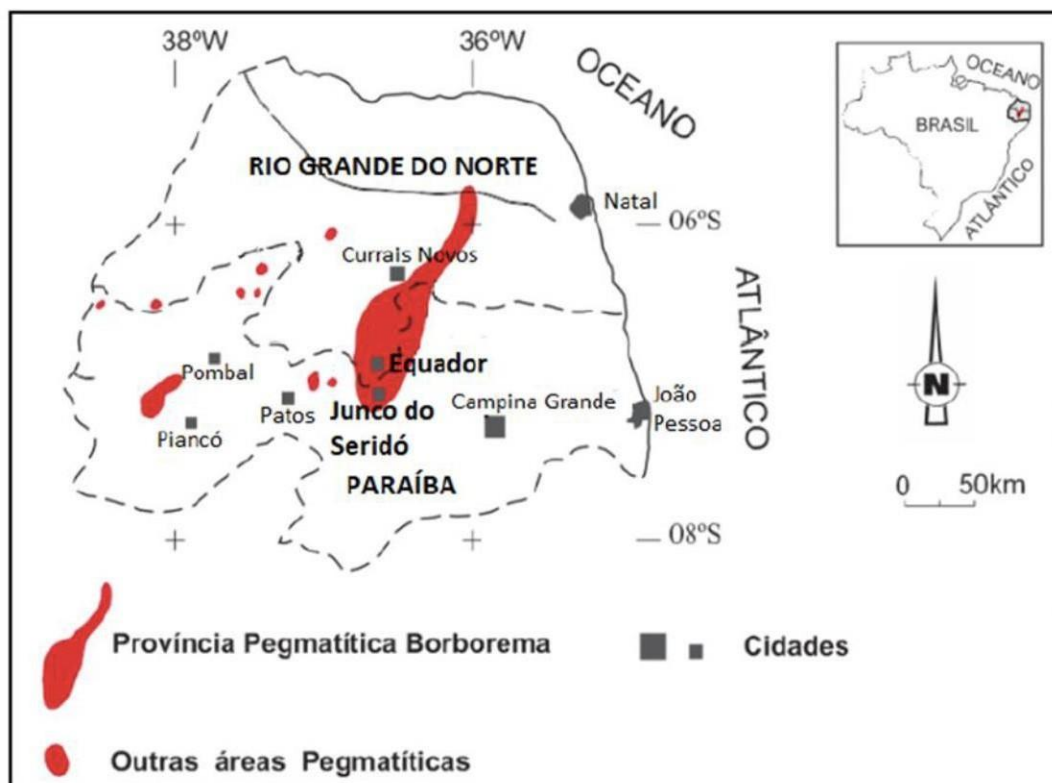 38ºW
36ºW
OCEANO
RIO GRANDE DO NORTE
Natal
06ºS
Currais Novos
ATLÂNTICO
Equador
Pombal
Campina Grande
João
Pessoa
Patos
Junco do
Seridó
Piancó
PARAÍBA
08ºS
OCEANO
BRASIL
ATLÂNTICO
N
0 50km
Província Pegmatítica Borborema
Cidades
Outras áreas Pegmatíticas